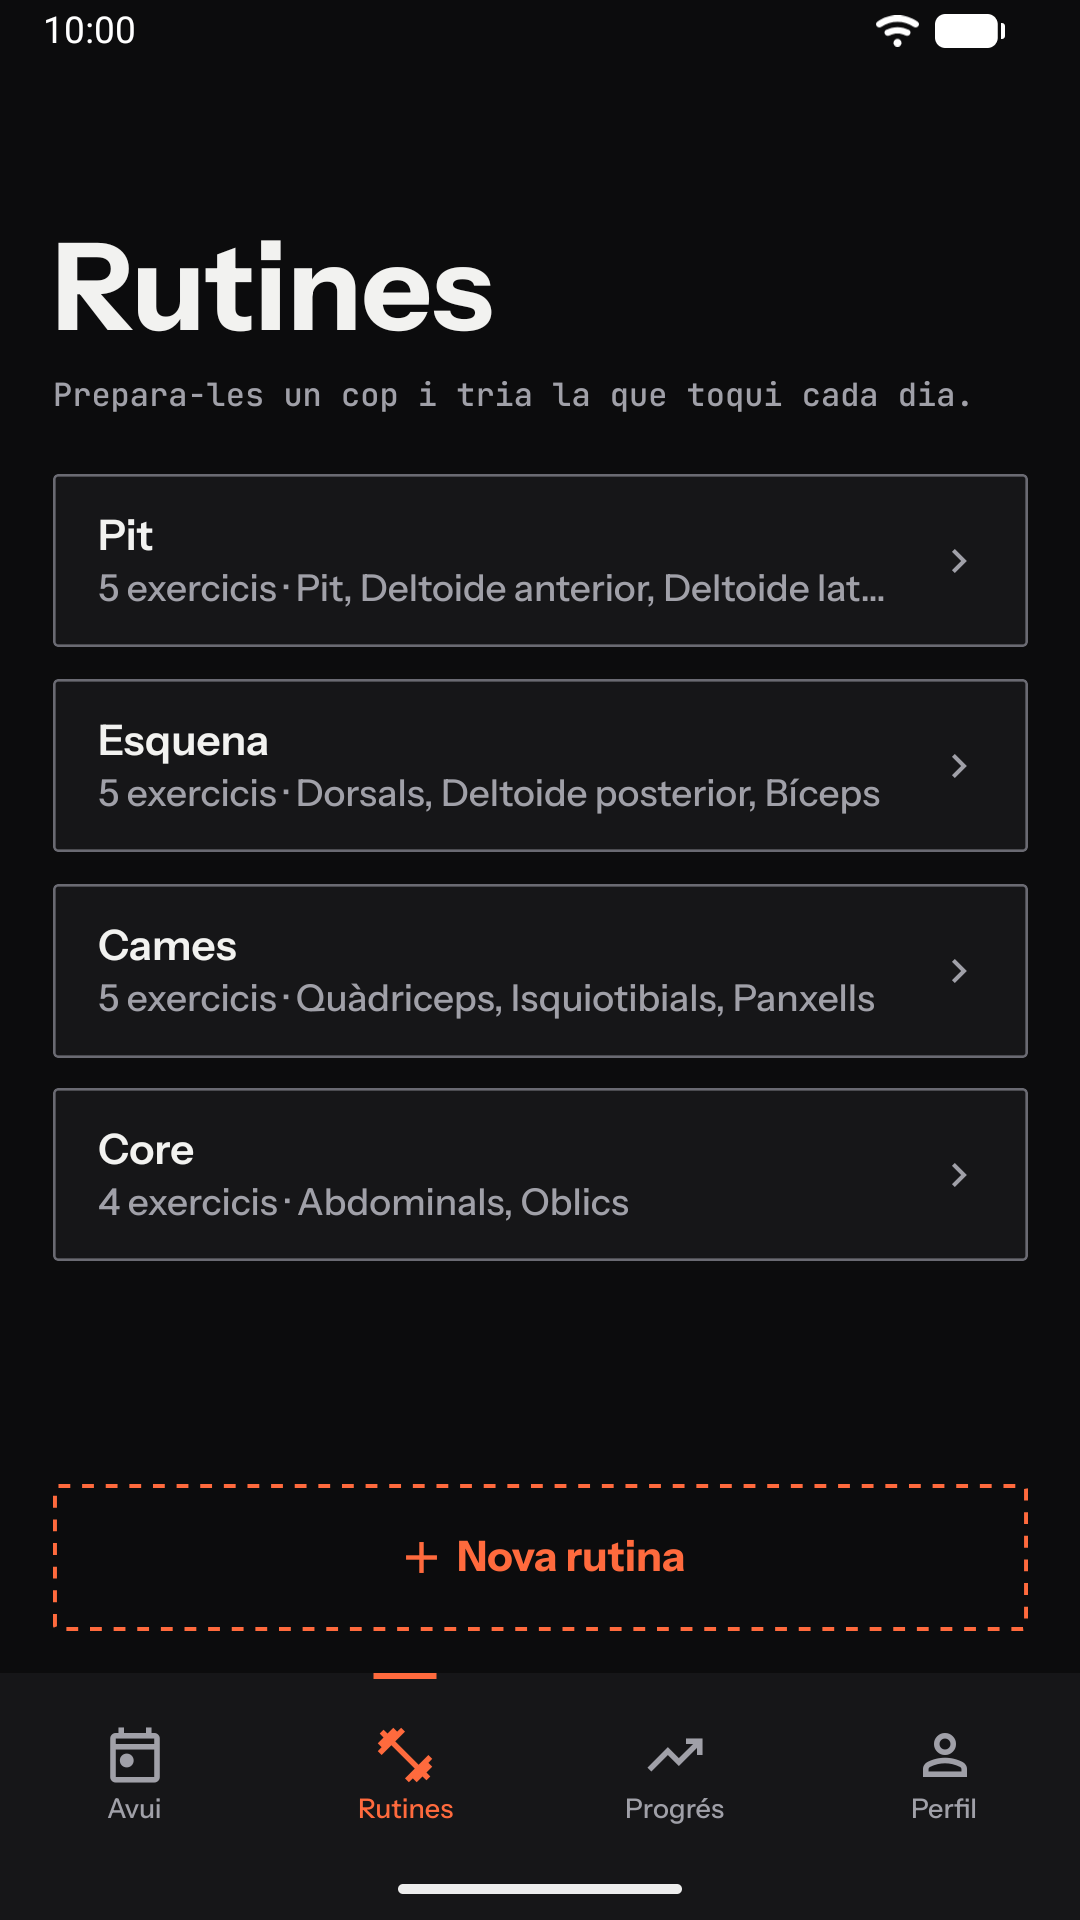 10:00
Rutines
Prepara-les un cop i tria la que toqui cada dia.
Pit
5 exercicis · Pit, Deltoide anterior, Deltoide lat...
Esquena
5 exercicis · Dorsals, Deltoide posterior, Bíceps
Cames
5 exercicis · Quàdriceps, Isquiotibials, Panxells
Core
4 exercicis · Abdominals, Oblics
+ Nova rutina
Avui
Rutines
Progrés
Perfil